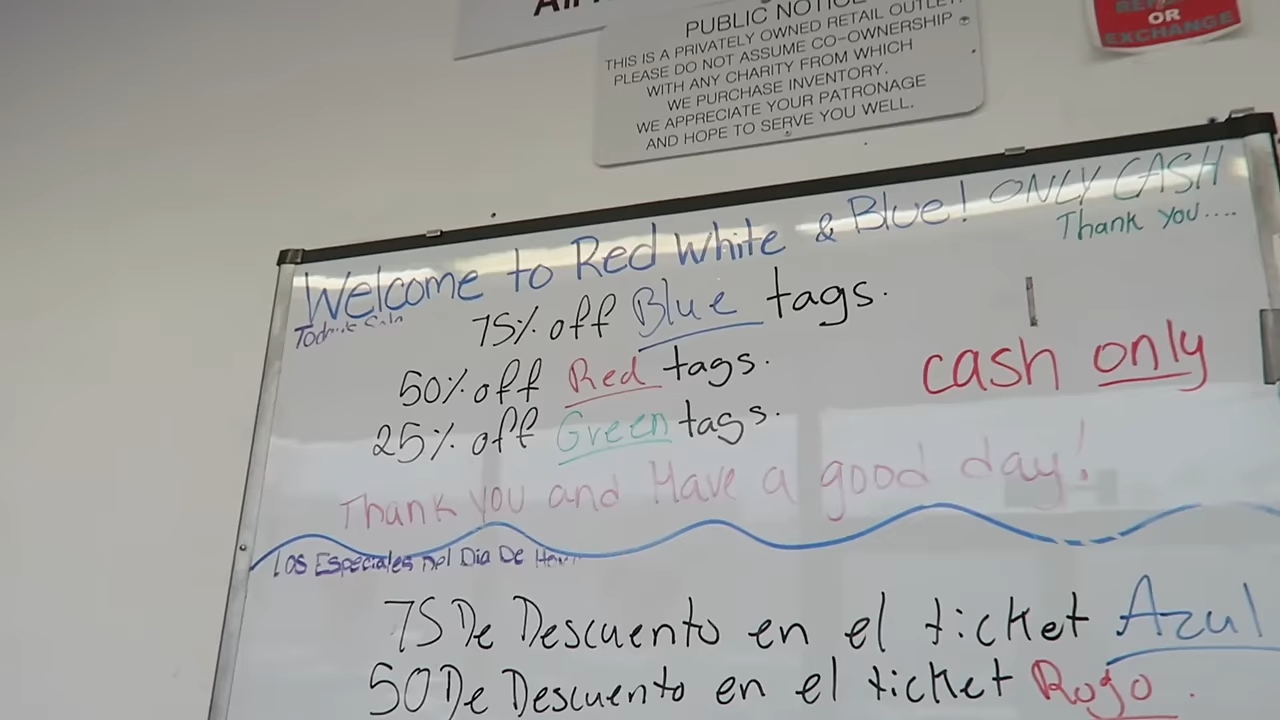 PUBLIC NOTICE
THIS IS A PRIVATELY OWNED RETAIL OUTLET
PLEASE DO NOT ASSUME CO-OWNERSHIP
WITH ANY CHARITY FROM WHICH
WE PURCHASE INVENTORY.
WE APPRECIATE YOUR PATRONAGE
AND HOPE TO SERVE YOU WELL.
OR
EXCHANGE
Welcome to Red White & Blue! ONLY CASH
Thank you....
75% off Blue tags.
50% off Red tags.
25% off Green tags.
cash only
Thank you and Have a good day!
Los Especiales Del Dia De
75 De Descuento en el ticket Azul
50 De Descuento en el ticket Rojo.